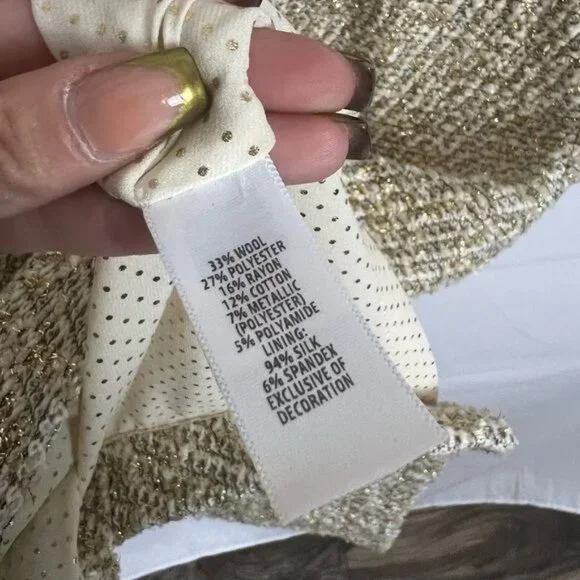 33% WOOL
27% POLYESTER
16% RAYON
12% COTTON
7% METALLIC
(POLYESTER)
5% POLYAMIDE
LINING:
94% SILK
6% SPANDEX
EXCLUSIVE OF
DECORATION